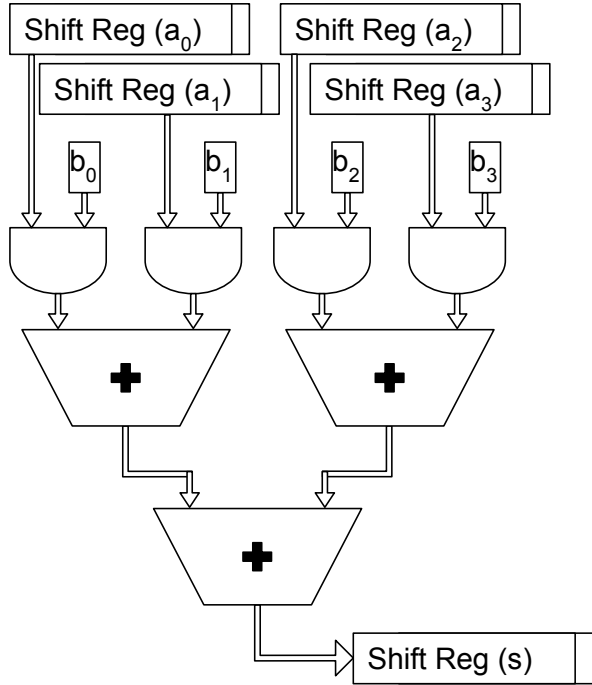 Shift Reg (a₀)
Shift Reg (a₂)
Shift Reg (a₁)
Shift Reg (a₃)
b₀
b₁
b₂
b₃
+
+
+
Shift Reg (s)